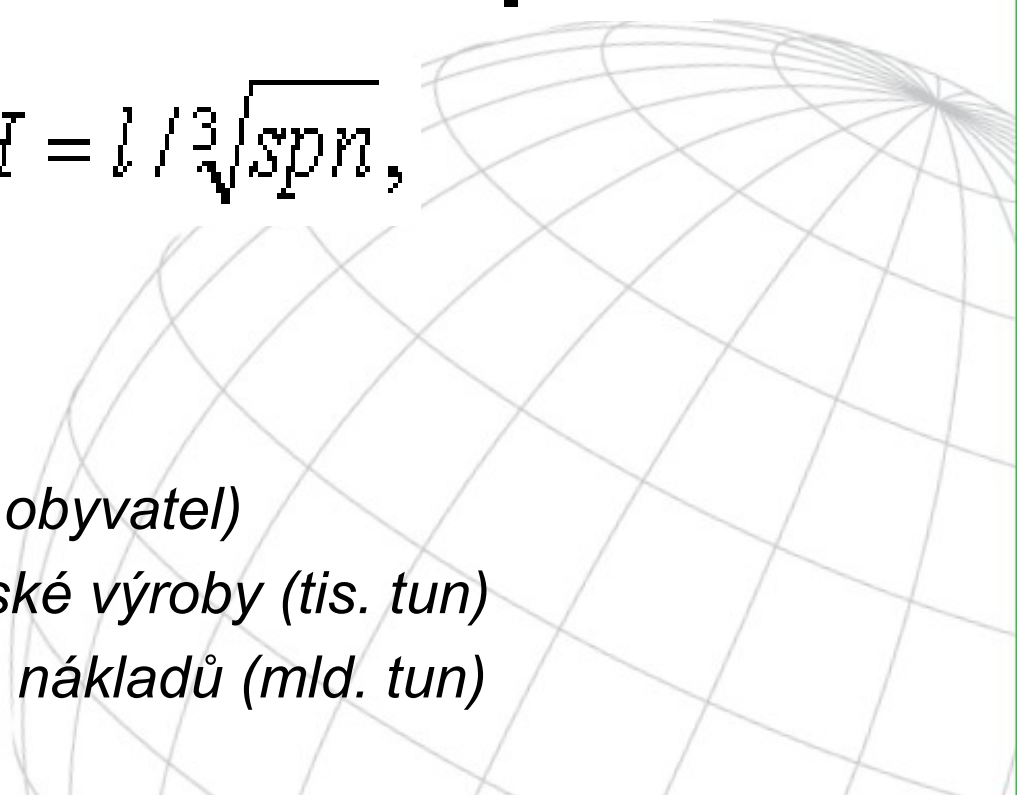 = l / ∛spn,
obyvatel)
ské výroby (tis. tun)
nákladů (mld. tun)